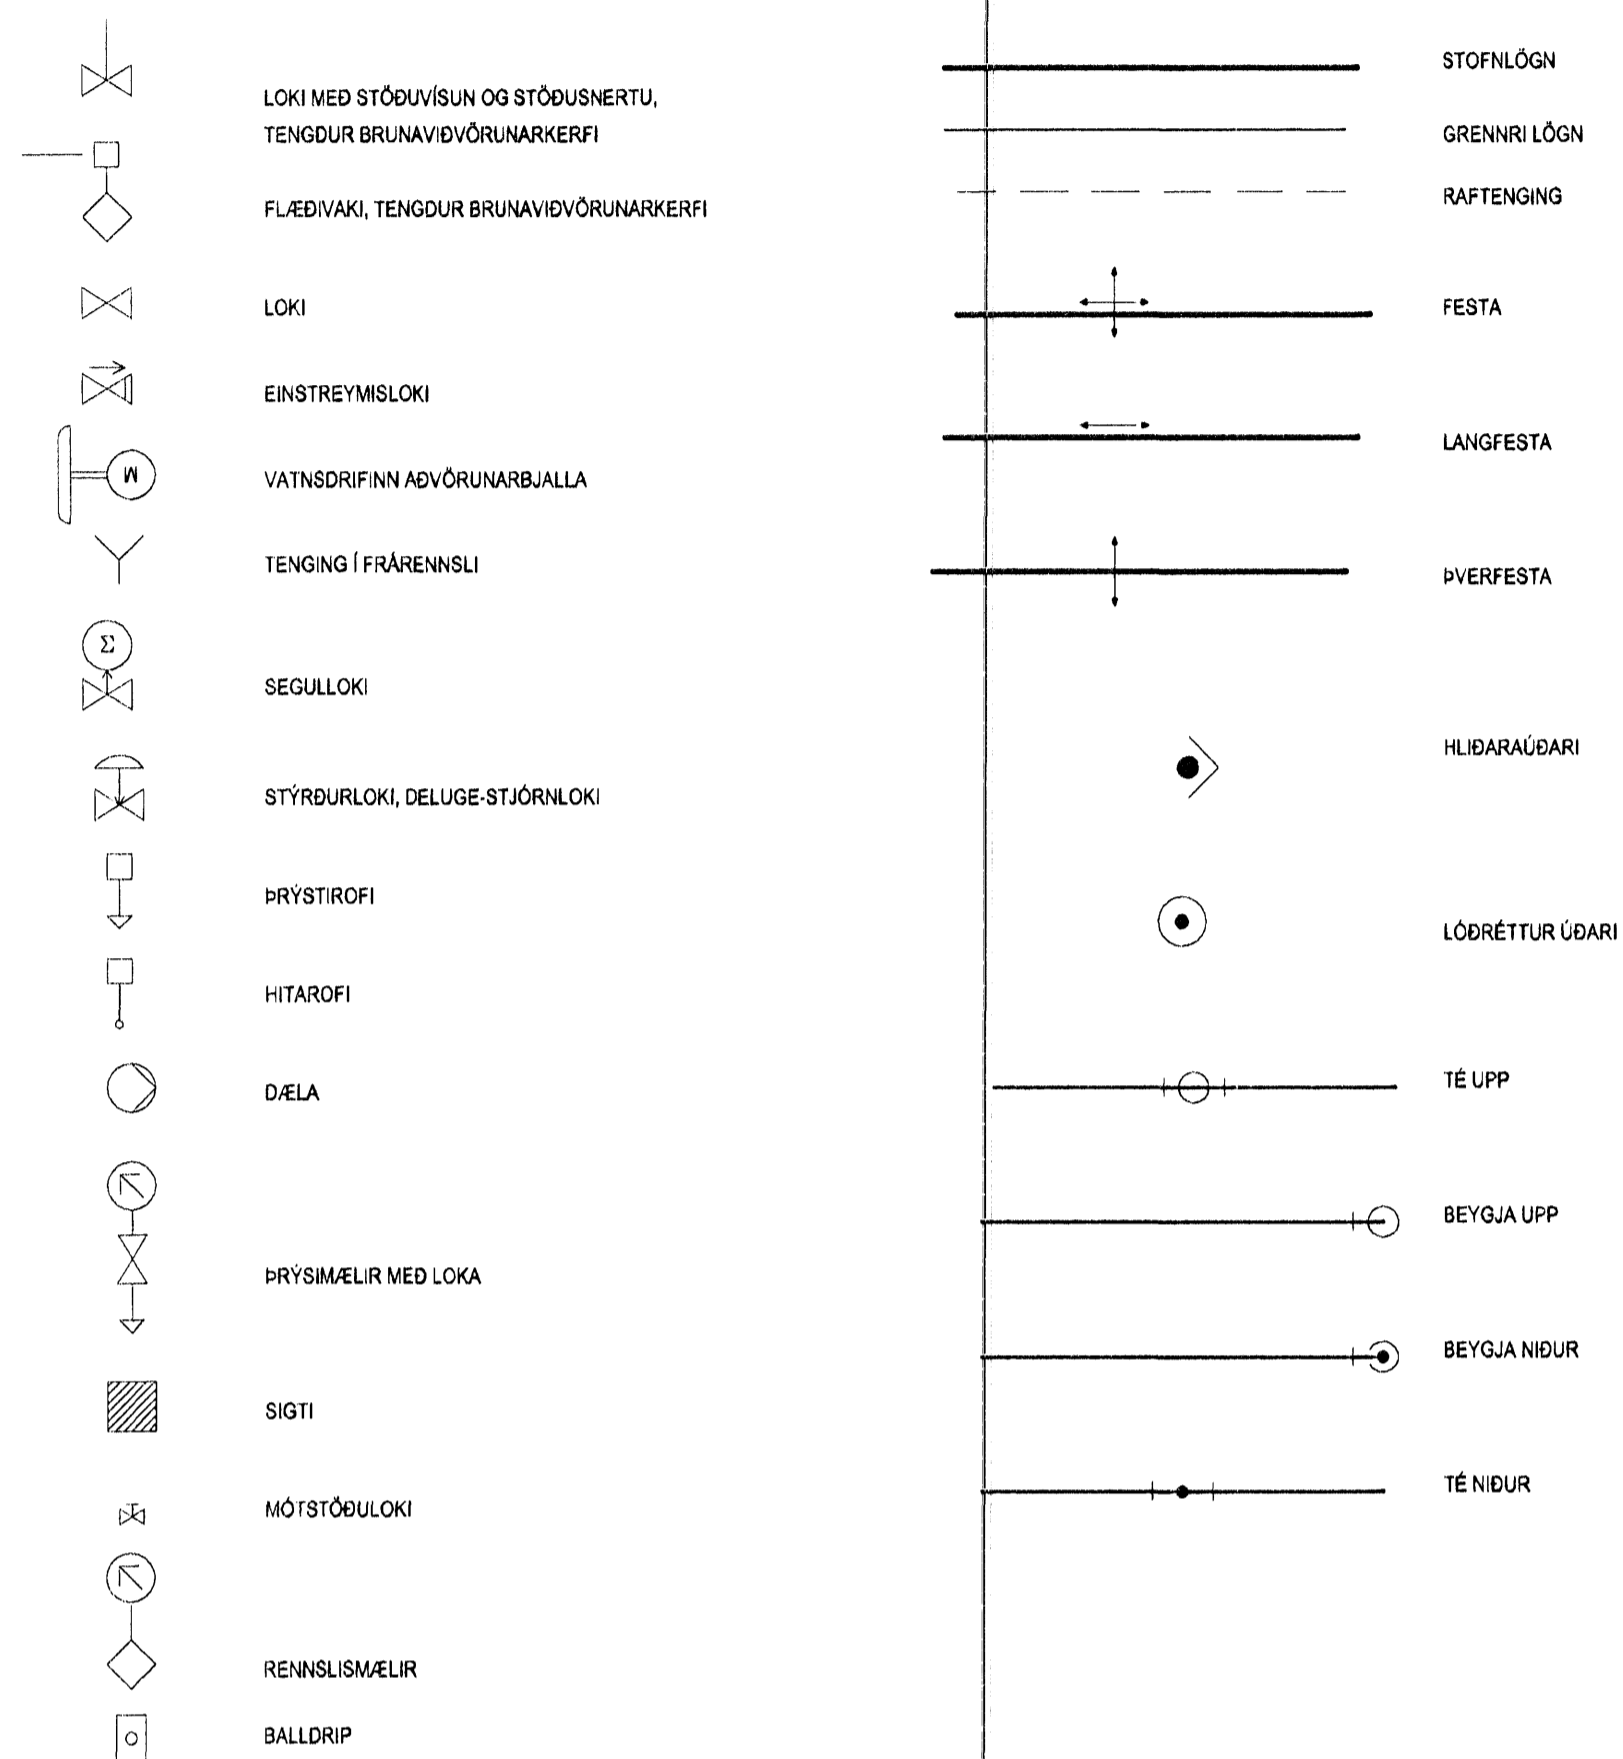 LOKI MEÐ STÖÐUVÍSUN OG STÖÐUSNERTU,
TENGDUR BRUNAVIÐVÖRUNARKERFI
FLÆÐIVAKI, TENGDUR BRUNAVIÐVÖRUNARKERFI
LOKI
EINSTREYMISLOKI
M
VATNSDRIFINN AÐVÖRUNARBJALLA
TENGING Í FRÁRENNSLI
Σ
SEGULLOKI
STÝRÐURLOKI, DELUGE-STJÓRNLOKI
ÞRÝSTIROFI
HITAROFI
DÆLA
ÞRÝSIMÆLIR MEÐ LOKA
SIGTI
MÓTSTÖÐULOKI
RENNSLISMÆLIR
BALLDRIP
STOFNLÖGN
GRENNRI LÖGN
RAFTENGING
FESTA
LANGFESTA
ÞVERFESTA
HLIÐARAÚÐARI
LÓÐRÉTTUR ÚÐARI
TÉ UPP
BEYGJA UPP
BEYGJA NIÐUR
TÉ NIÐUR